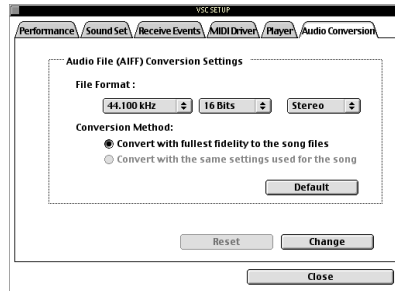 VSC SETUP
Performance Sound Set Receive Events MIDI Driver Player Audio Conversion
Audio File (AIFF) Conversion Settings
File Format :
44.100 kHz 16 Bits Stereo
Conversion Method:
Convert with fullest fidelity to the song files
Convert with the same settings used for the song
Default
Reset Change
Close